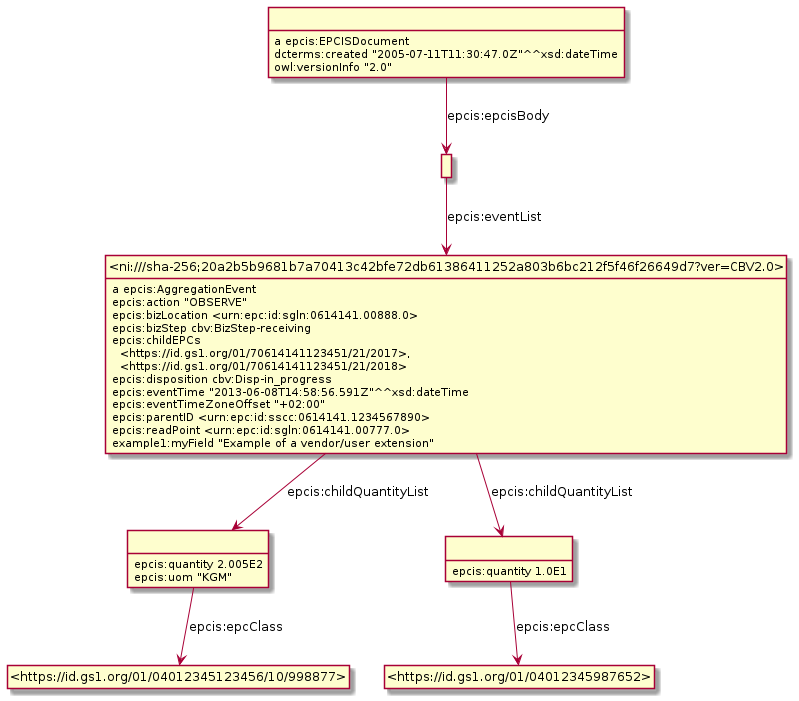 a epcis:EPCISDocument
dcterms:created "2005-07-11T11:30:47.0Z"^^xsd:dateTime
owl:versionInfo "2.0"
epcis:epcisBody
epcis:eventList
<ni:///sha-256;20a2b5b9681b7a70413c42bfe72db61386411252a803b6bc212f5f46f26649d7?ver=CBV2.0>
a epcis:AggregationEvent
epcis:action "OBSERVE"
epcis:bizLocation <urn:epc:id:sgln:0614141.00888.0>
epcis:bizStep cbv:BizStep-receiving
epcis:childEPCs
<https://id.gs1.org/01/70614141123451/21/2017>,
<https://id.gs1.org/01/70614141123451/21/2018>
epcis:disposition cbv:Disp-in_progress
epcis:eventTime "2013-06-08T14:58:56.591Z"^^xsd:dateTime
epcis:eventTimeZoneOffset "+02:00"
epcis:parentID <urn:epc:id:sscc:0614141.1234567890>
epcis:readPoint <urn:epc:id:sgln:0614141.00777.0>
example1:myField "Example of a vendor/user extension"
epcis:childQuantityList
epcis:childQuantityList
epcis:quantity 2.005E2
epcis:uom "KGM"
epcis:quantity 1.0E1
epcis:epcClass
epcis:epcClass
<https://id.gs1.org/01/04012345123456/10/998877>
<https://id.gs1.org/01/04012345987652>